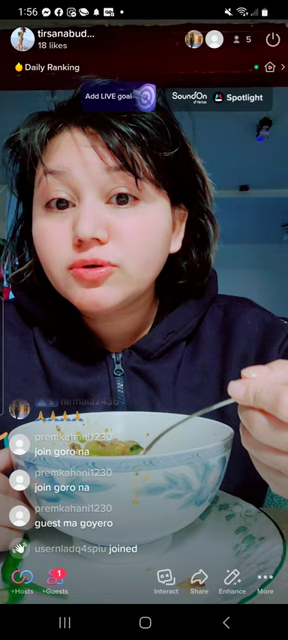 1:56
tirsanabud...
18 likes
5
Daily Ranking
Add LIVE goal
SoundOn
Spotlight
premkahani1230
join goro na
premkahani1230
join goro na
premkahani1230
guest ma goyero
usernladq4spiu joined
+Hosts
+Guests
1
Interact
Share
Enhance
More